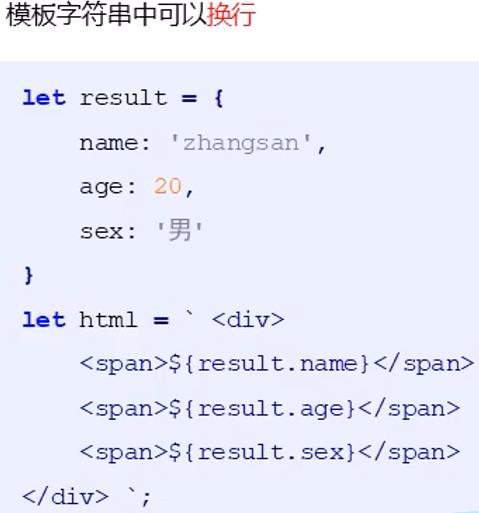 模板字符串中可以换行
let result = {
    name: 'zhangsan',
    age: 20,
    sex: '男'
}
let html = ` <div>
    <span>${result.name}</span>
    <span>${result.age}</span>
    <span>${result.sex}</span>
</div> `;